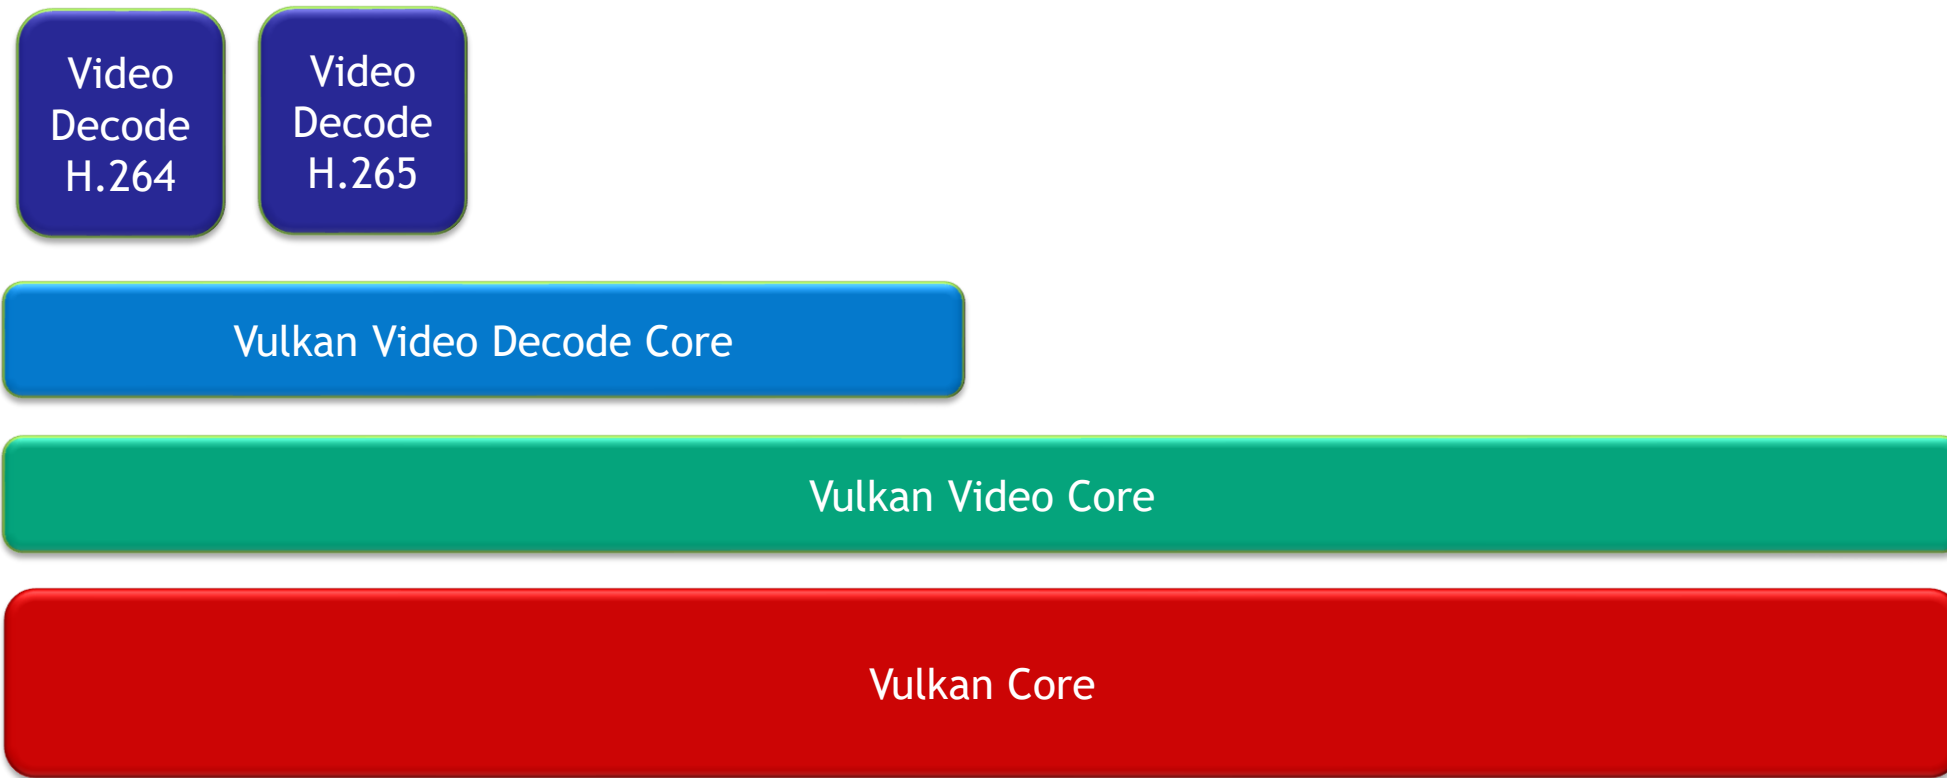 Video
Decode
H.264
Video
Decode
H.265
Vulkan Video Decode Core
Vulkan Video Core
Vulkan Core